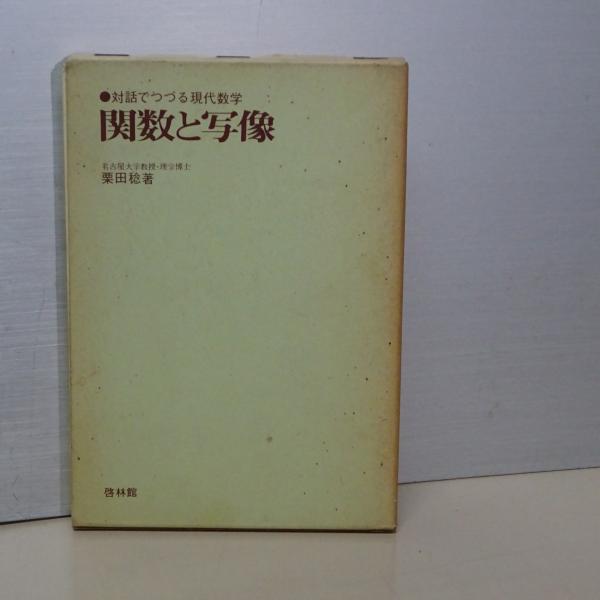 ●対話でつづる現代数学
関数と写像
名古屋大学教授・理学博士
栗田稔著
啓林館